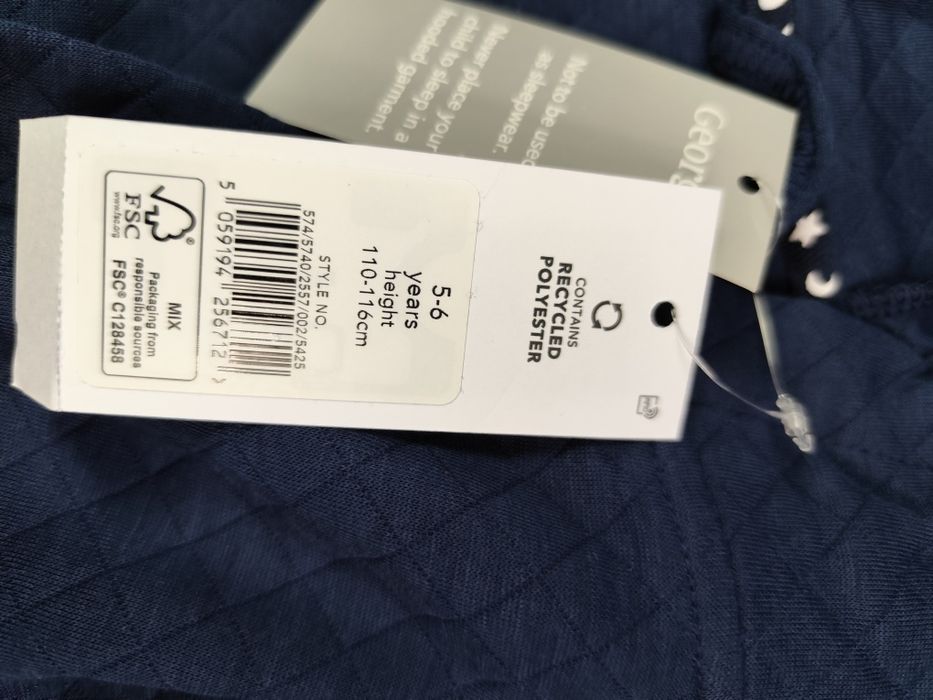 CONTAINS
RECYCLED
POLYESTER
5-6
years
height
110-116cm
STYLE NO.
574/5740/2557/002/5425
5 059194 256712 >
FSC
www.fsc.org
MIX
Packaging from
responsible sources
FSC® C128458
Georg
Not to be used
as sleepwear.
Never place your
child to sleep in a
hooded garment.